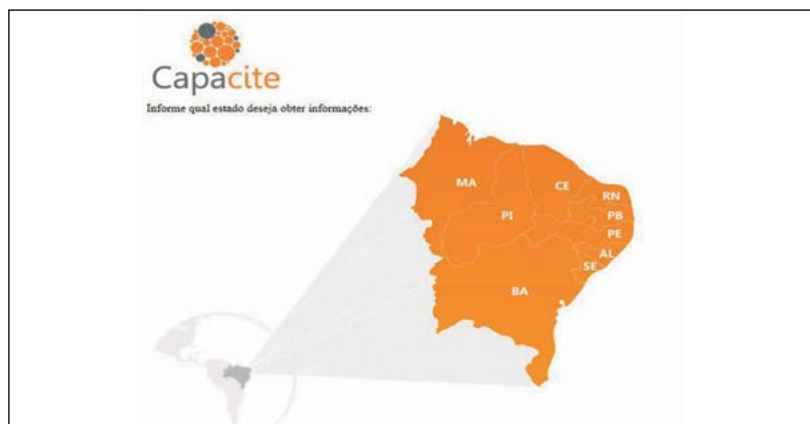 Capacite
Informe qual estado deseja obter informações:
MA
CE
RN
PI
PB
PE
AL
SE
BA